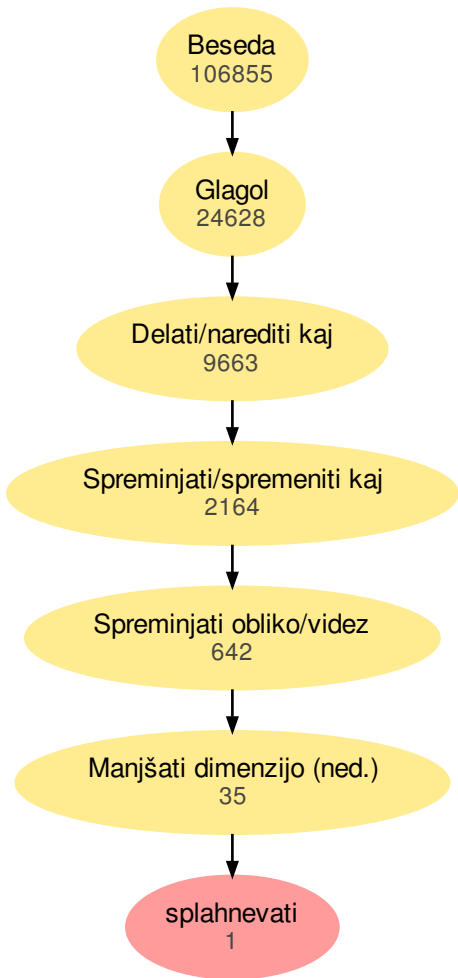 Beseda
106855
Glagol
24628
Delati/narediti kaj
9663
Spreminjati/spremeniti kaj
2164
Spreminjati obliko/videz
642
Manjšati dimenzijo (ned.)
35
splahnevati
1